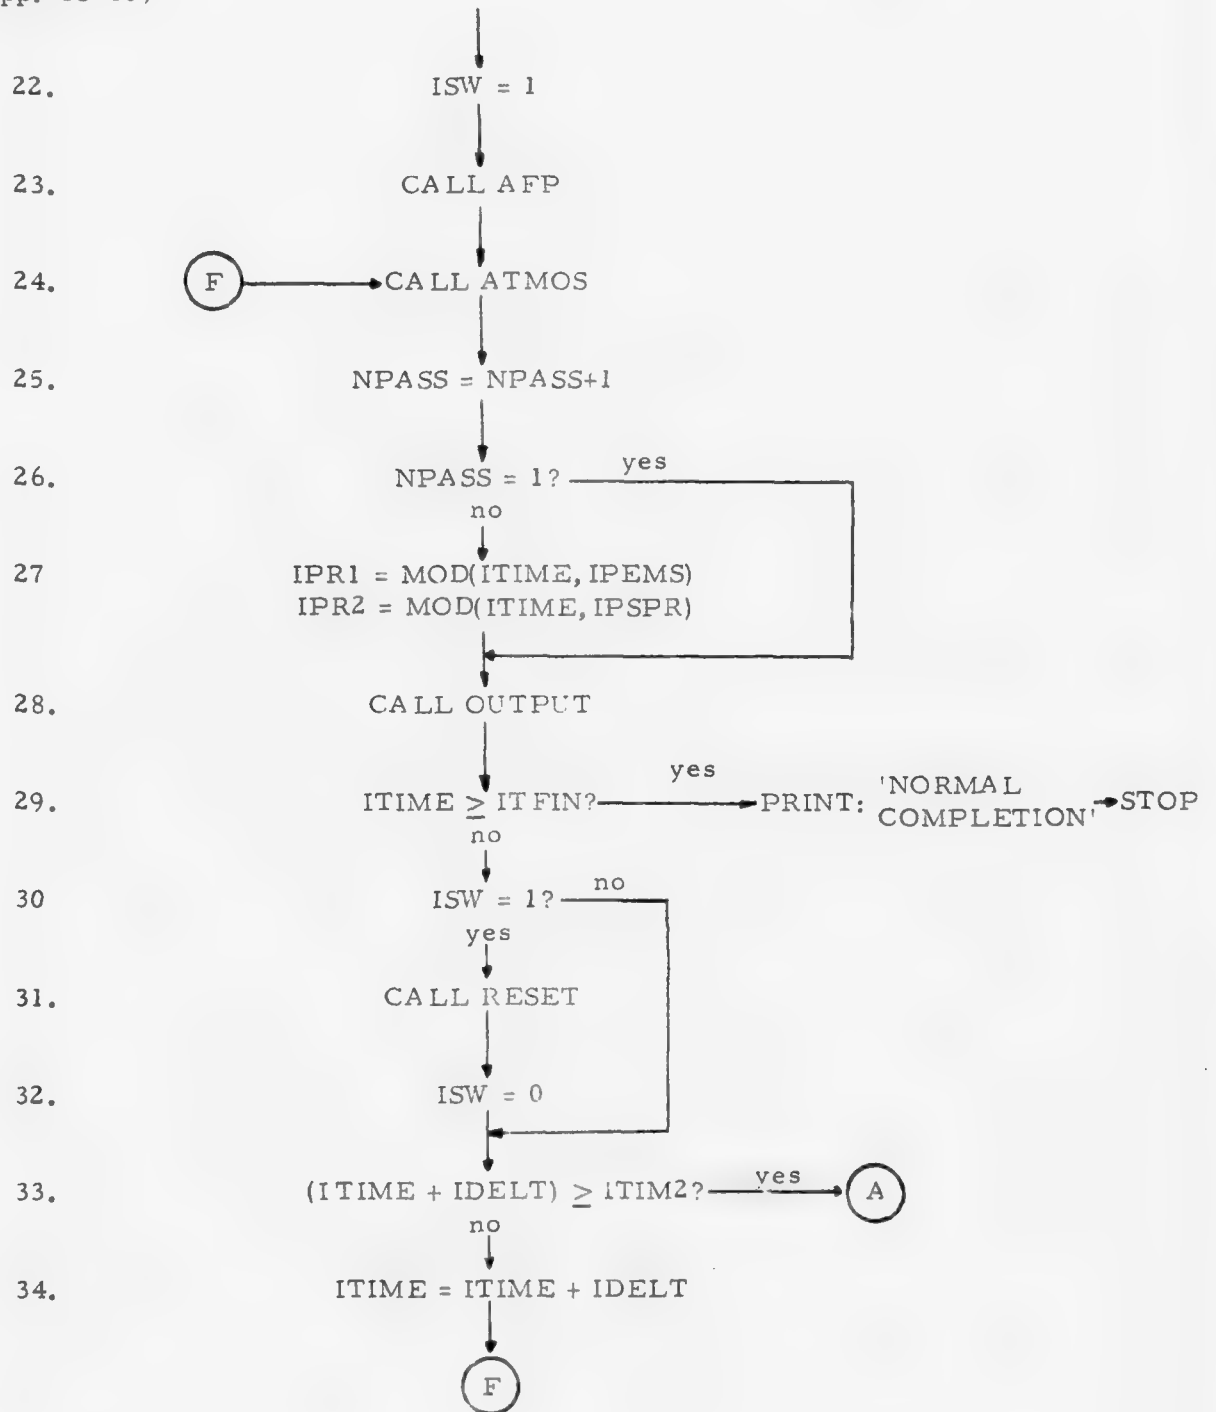 22. ISW = 1
23. CALL AFP
24. F CALL ATMOS
25. NPASS = NPASS+1
26. NPASS = 1? yes
no
27 IPR1 = MOD(ITIME, IPEMS)
IPR2 = MOD(ITIME, IPSPR)
28. CALL OUTPUT
29. ITIME ≥ ITFIN? yes PRINT: 'NORMAL COMPLETION' STOP
no
30 ISW = 1? no
yes
31. CALL RESET
32. ISW = 0
33. (ITIME + IDELT) ≥ ITIM2? yes A
no
34. ITIME = ITIME + IDELT
F